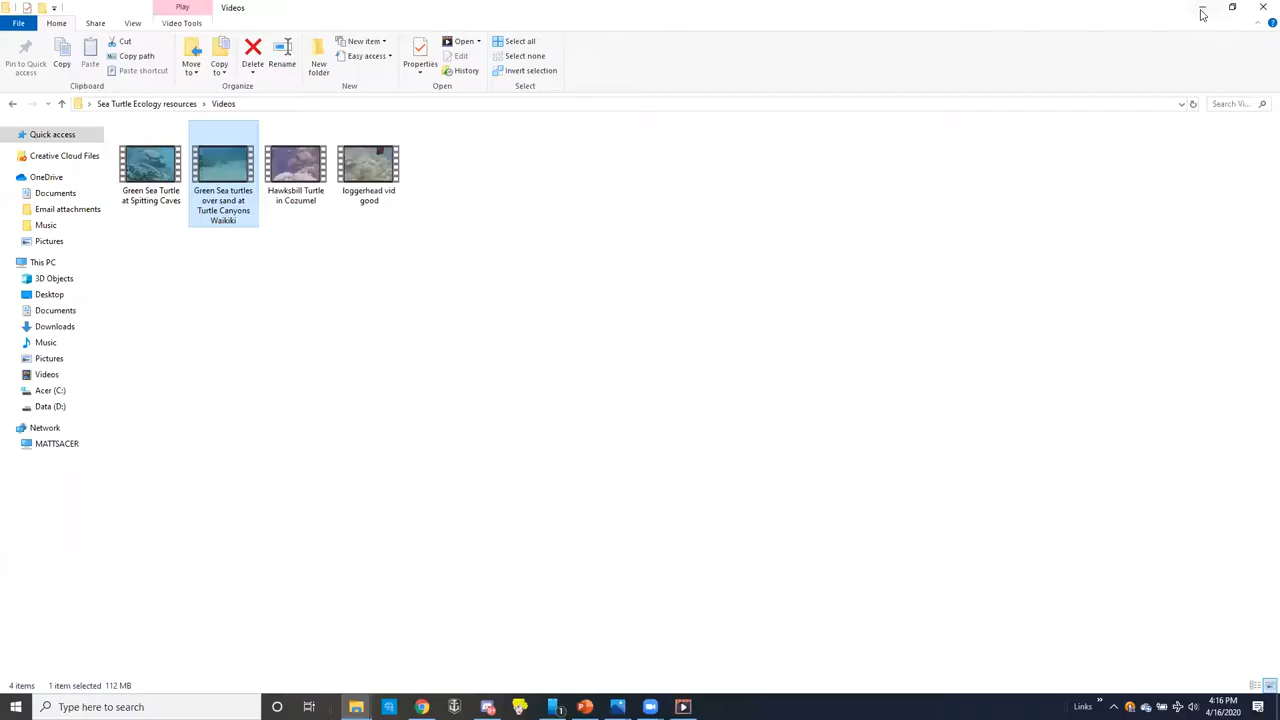 Play
Videos
File
Home
Share
View
Video Tools
Pin to Quick access
Copy
Paste
Cut
Copy path
Paste shortcut
Clipboard
Move to
Copy to
Delete
Rename
Organize
New folder
New item
Easy access
New
Properties
Open
Edit
History
Open
Select all
Select none
Invert selection
Select
Sea Turtle Ecology resources
Videos
Search Vi...
Quick access
Creative Cloud Files
OneDrive
Documents
Email attachments
Music
Pictures
This PC
3D Objects
Desktop
Documents
Downloads
Music
Pictures
Videos
Acer (C:)
Data (D:)
Network
MATTSACER
Green Sea Turtle
at Spitting Caves
Green Sea turtles
over sand at
Turtle Canyons
Waikiki
Hawksbill Turtle
in Cozumel
loggerhead vid
good
4 items 1 item selected 112 MB
Type here to search
Links
4:16 PM
4/16/2020